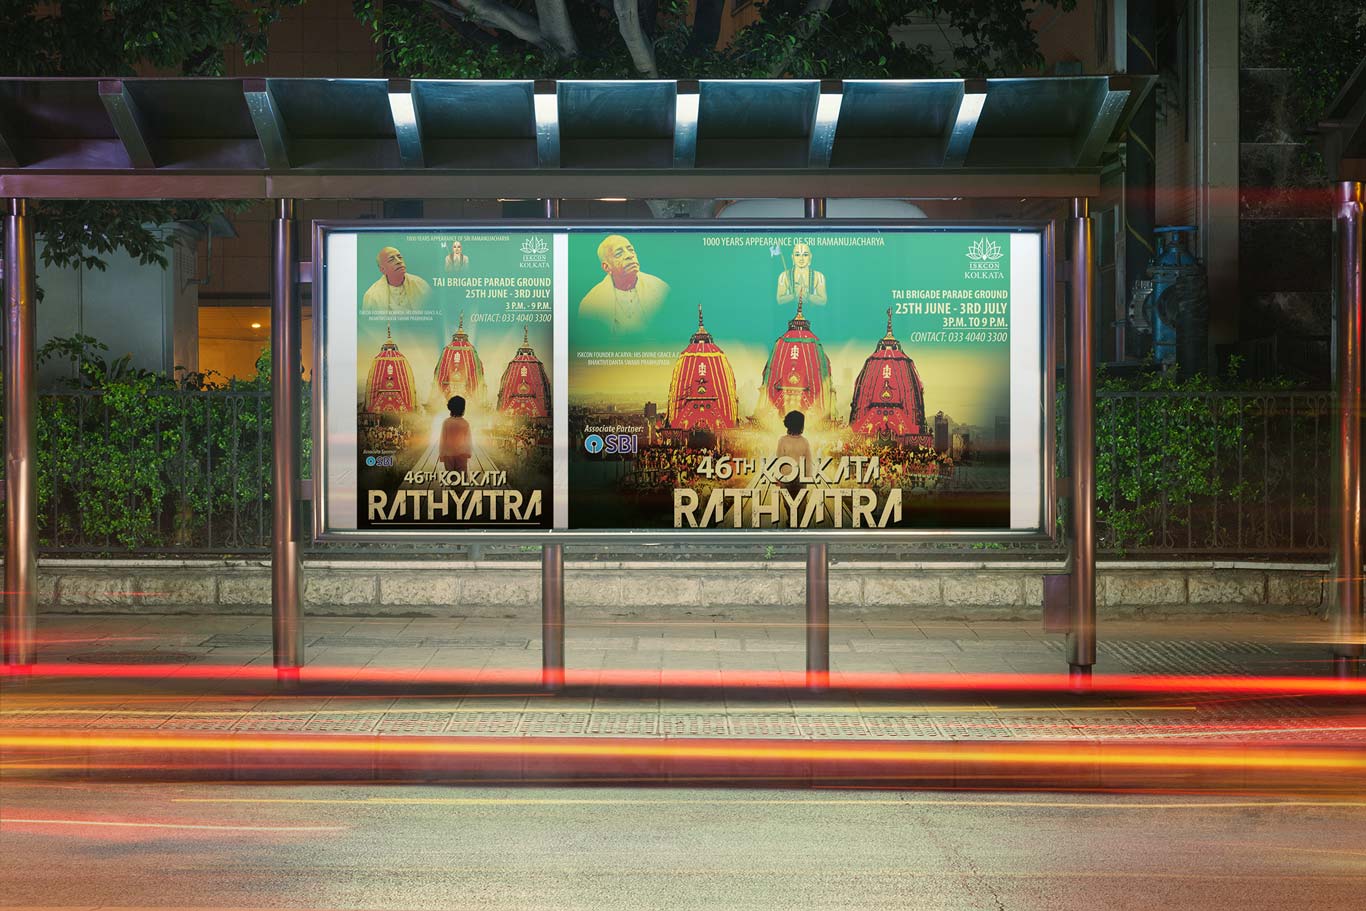 1000 YEARS APPEARANCE OF SRI RAMANUJACHARYA
ISKCON
KOLKATA
TAI BRIGADE PARADE GROUND
25TH JUNE - 3RD JULY
3 P.M. - 9 P.M.
CONTACT: 033 4040 3300
ISKCON FOUNDER ACARYA: HIS DIVINE GRACE A.C.
BHAKTIVEDANTA SWAMI PRABHUPADA
Associate Sponsor
SBI
46TH KOLKATA
RATHYATRA
1000 YEARS APPEARANCE OF SRI RAMANUJACHARYA
ISKCON
KOLKATA
TAI BRIGADE PARADE GROUND
25TH JUNE - 3RD JULY
3P.M. TO 9 P.M.
CONTACT: 033 4040 3300
ISKCON FOUNDER ACARYA: HIS DIVINE GRACE A.C.
BHAKTIVEDANTA SWAMI PRABHUPADA
Associate Partner:
SBI
46TH KOLKATA
RATHYATRA